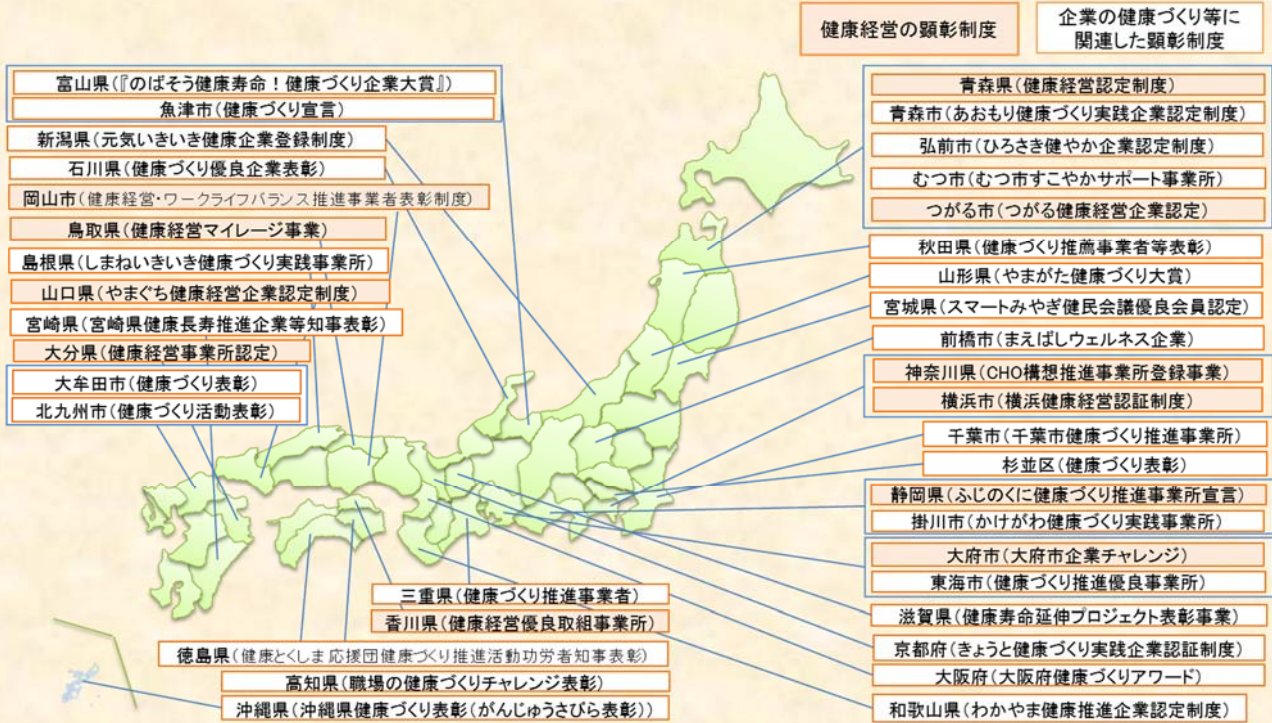 健康経営の顕彰制度
企業の健康づくり等に
関連した顕彰制度
富山県(『のばそう健康寿命！健康づくり企業大賞』)
魚津市(健康づくり宣言)
新潟県(元気いきいき健康企業登録制度)
石川県(健康づくり優良企業表彰)
岡山市(健康経営・ワークライフバランス推進事業者表彰制度)
鳥取県(健康経営マイレージ事業)
島根県(しまねいきいき健康づくり実践事業所)
山口県(やまぐち健康経営企業認定制度)
宮崎県(宮崎県健康長寿推進企業等知事表彰)
大分県(健康経営事業所認定)
大牟田市(健康づくり表彰)
北九州市(健康づくり活動表彰)
青森県(健康経営認定制度)
青森市(あおもり健康づくり実践企業認定制度)
弘前市(ひろさき健やか企業認定制度)
むつ市(むつ市すこやかサポート事業所)
つがる市(つがる健康経営企業認定)
秋田県(健康づくり推薦事業者等表彰)
山形県(やまがた健康づくり大賞)
宮城県(スマートみやぎ健民会議優良会員認定)
前橋市(まえばしウェルネス企業)
神奈川県(CHO構想推進事業所登録事業)
横浜市(横浜健康経営認証制度)
千葉市(千葉市健康づくり推進事業所)
杉並区(健康づくり表彰)
静岡県(ふじのくに健康づくり推進事業所宣言)
掛川市(かけがわ健康づくり実践事業所)
大府市(大府市企業チャレンジ)
東海市(健康づくり推進優良事業所)
滋賀県(健康寿命延伸プロジェクト表彰事業)
京都府(きょうと健康づくり実践企業認証制度)
大阪府(大阪府健康づくりアワード)
和歌山県(わかやま健康推進企業認定制度)
三重県(健康づくり推進事業者)
香川県(健康経営優良取組事業所)
徳島県(健康とくしま応援団健康づくり推進活動功労者知事表彰)
高知県(職場の健康づくりチャレンジ表彰)
沖縄県(沖縄県健康づくり表彰(がんじゅうさびら表彰))